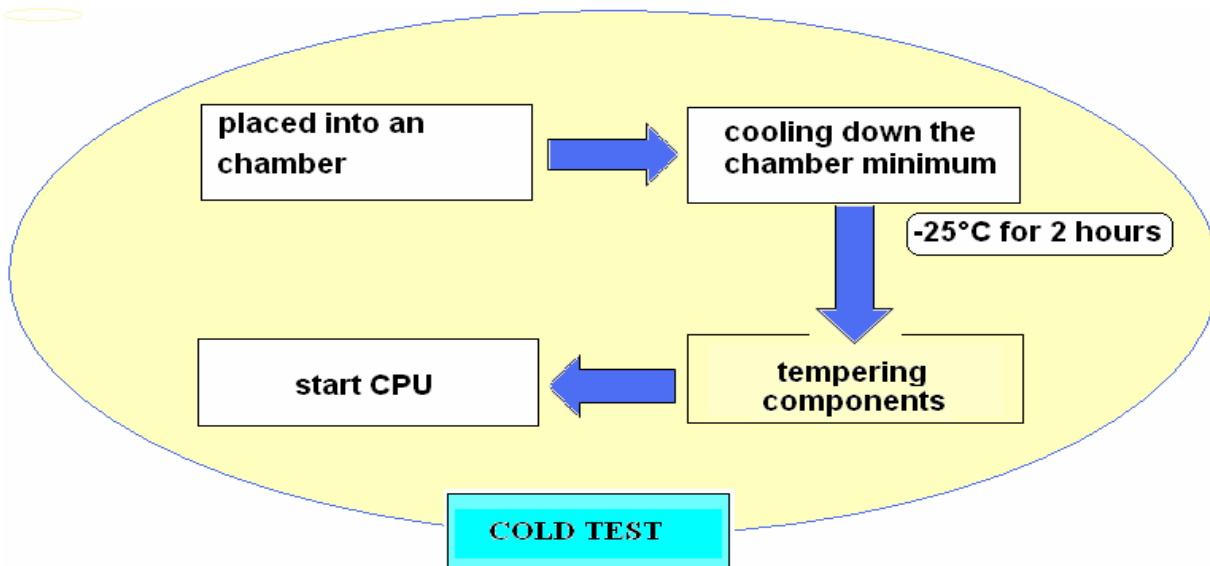 placed into an
chamber
cooling down the
chamber minimum
-25°C for 2 hours
tempering
components
start CPU
COLD TEST